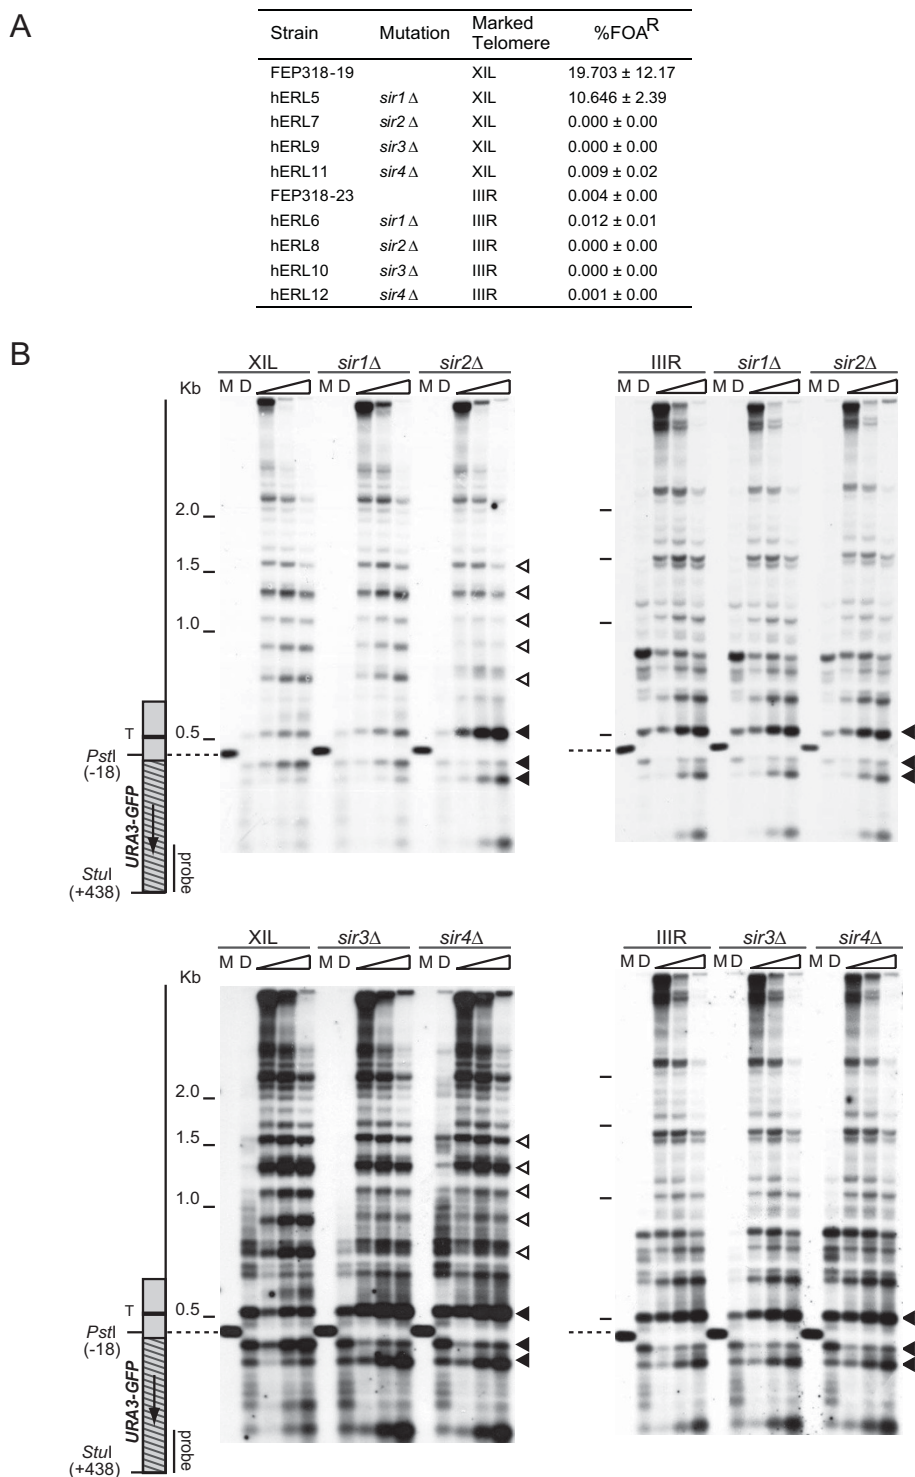 A
Strain Mutation Marked Telomere %FOAR
FEP318-19 XIL 19.703 ± 12.17
hERL5 sir1Δ XIL 10.646 ± 2.39
hERL7 sir2Δ XIL 0.000 ± 0.00
hERL9 sir3Δ XIL 0.000 ± 0.00
hERL11 sir4Δ XIL 0.009 ± 0.02
FEP318-23 IIIR 0.004 ± 0.00
hERL6 sir1Δ IIIR 0.012 ± 0.01
hERL8 sir2Δ IIIR 0.000 ± 0.00
hERL10 sir3Δ IIIR 0.000 ± 0.00
hERL12 sir4Δ IIIR 0.001 ± 0.00
B
XIL sir1Δ sir2Δ IIIR sir1Δ sir2Δ
Kb M D M D M D M D M D M D
2.0
1.5
1.0
T 0.5
PstI
(-18)
URA3-GFP
probe
StuI
(+438)
XIL sir3Δ sir4Δ IIIR sir3Δ sir4Δ
M D M D M D M D M D M D
Kb
2.0
1.5
1.0
T 0.5
PstI
(-18)
URA3-GFP
probe
StuI
(+438)